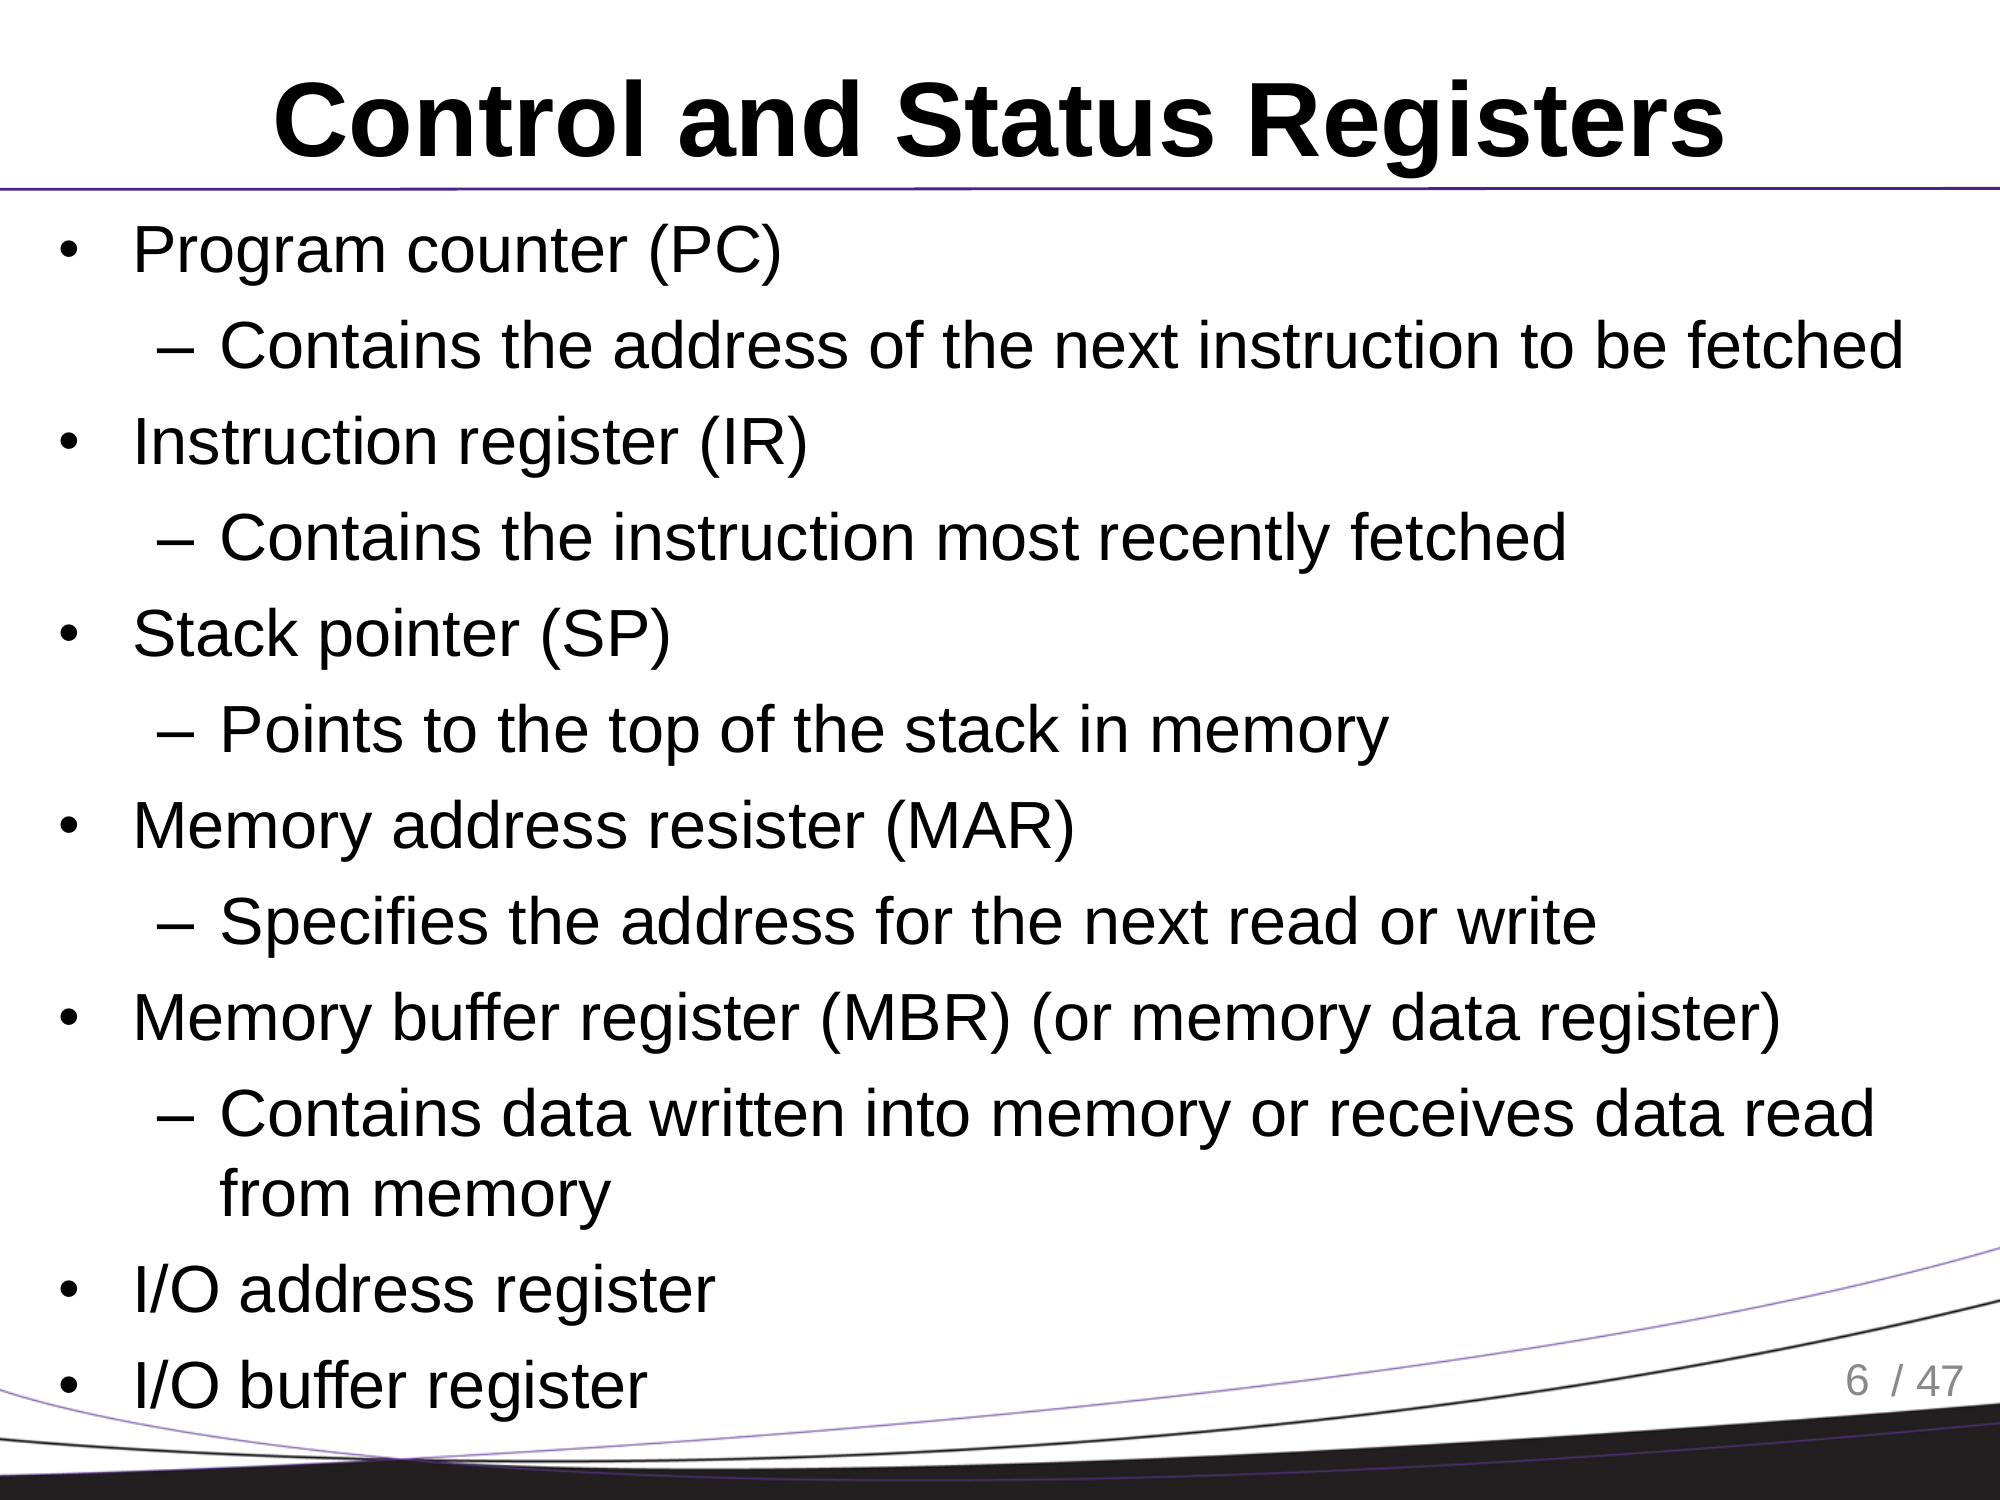 Control and Status Registers
• Program counter (PC)
– Contains the address of the next instruction to be fetched
• Instruction register (IR)
– Contains the instruction most recently fetched
• Stack pointer (SP)
– Points to the top of the stack in memory
• Memory address resister (MAR)
– Specifies the address for the next read or write
• Memory buffer register (MBR) (or memory data register)
– Contains data written into memory or receives data read
from memory
• I/O address register
• I/O buffer register
6 / 47